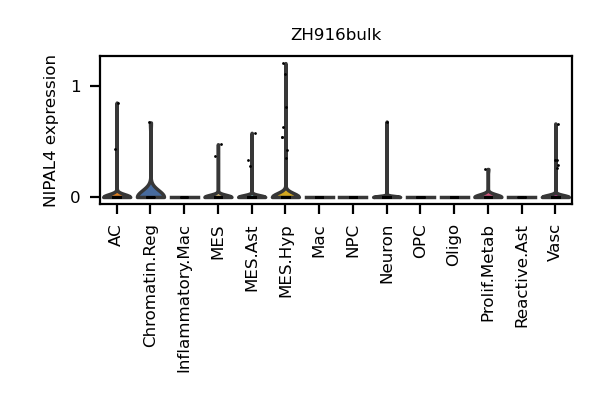 ZH916bulk
NIPAL4 expression
1
0
AC
Chromatin.Reg
Inflammatory.Mac
MES
MES.Ast
MES.Hyp
Mac
NPC
Neuron
OPC
Oligo
Prolif.Metab
Reactive.Ast
Vasc